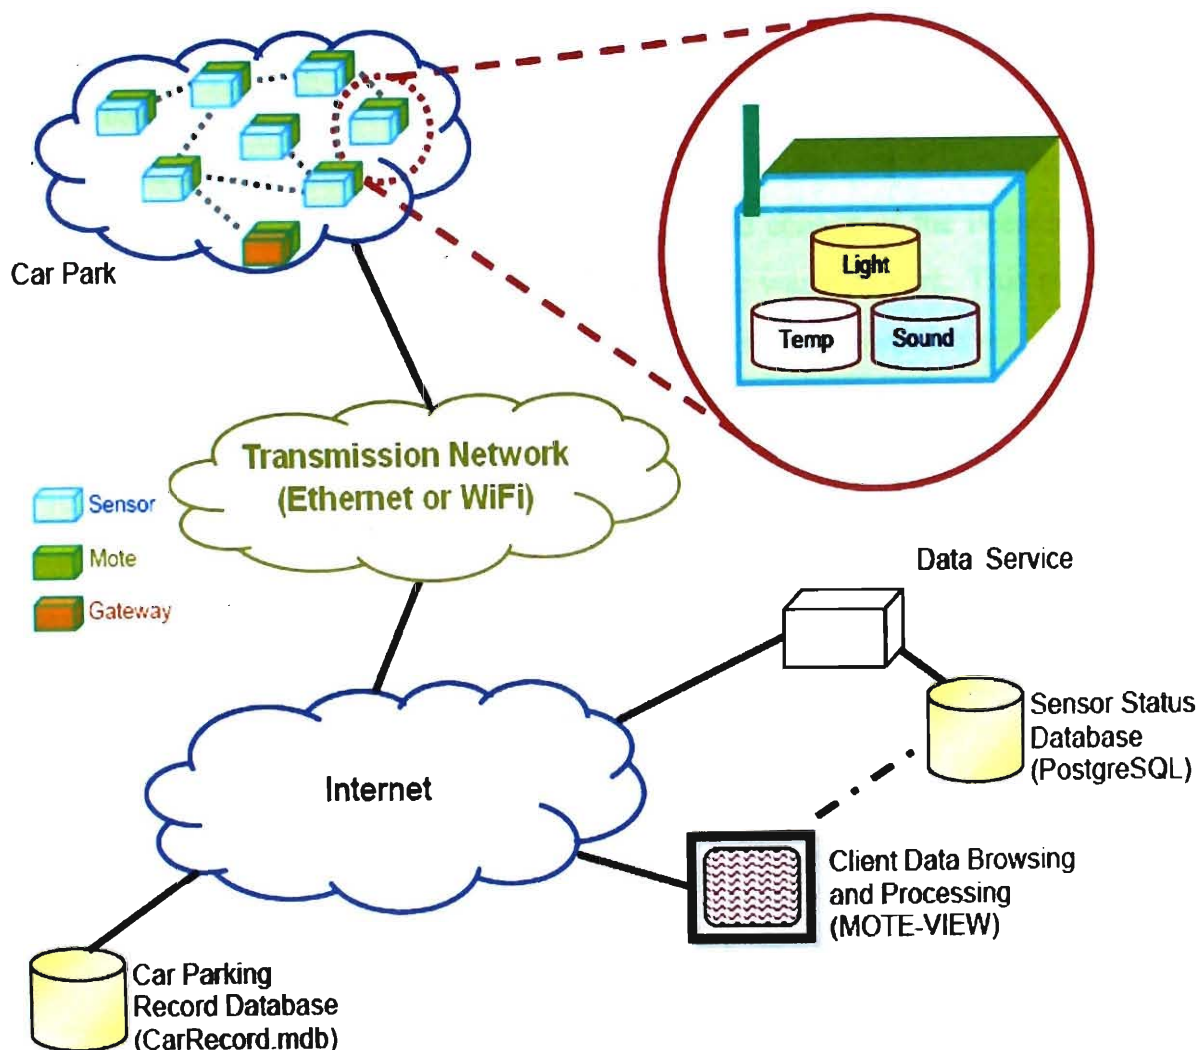 Car Park
Light
Temp
Sound
Transmission Network
(Ethernet or WiFi)
Sensor
Mote
Gateway
Data Service
Sensor Status
Database
(PostgreSQL)
Internet
Client Data Browsing
and Processing
(MOTE-VIEW)
Car Parking
Record Database
(CarRecord.mdb)